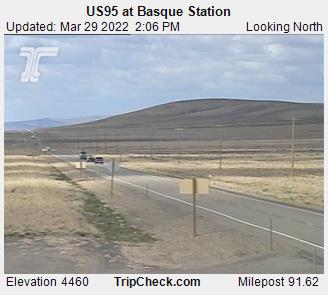 US95 at Basque Station
Updated: Mar 29 2022 2:06 PM Looking North
Elevation 4460 TripCheck.com Milepost 91.62